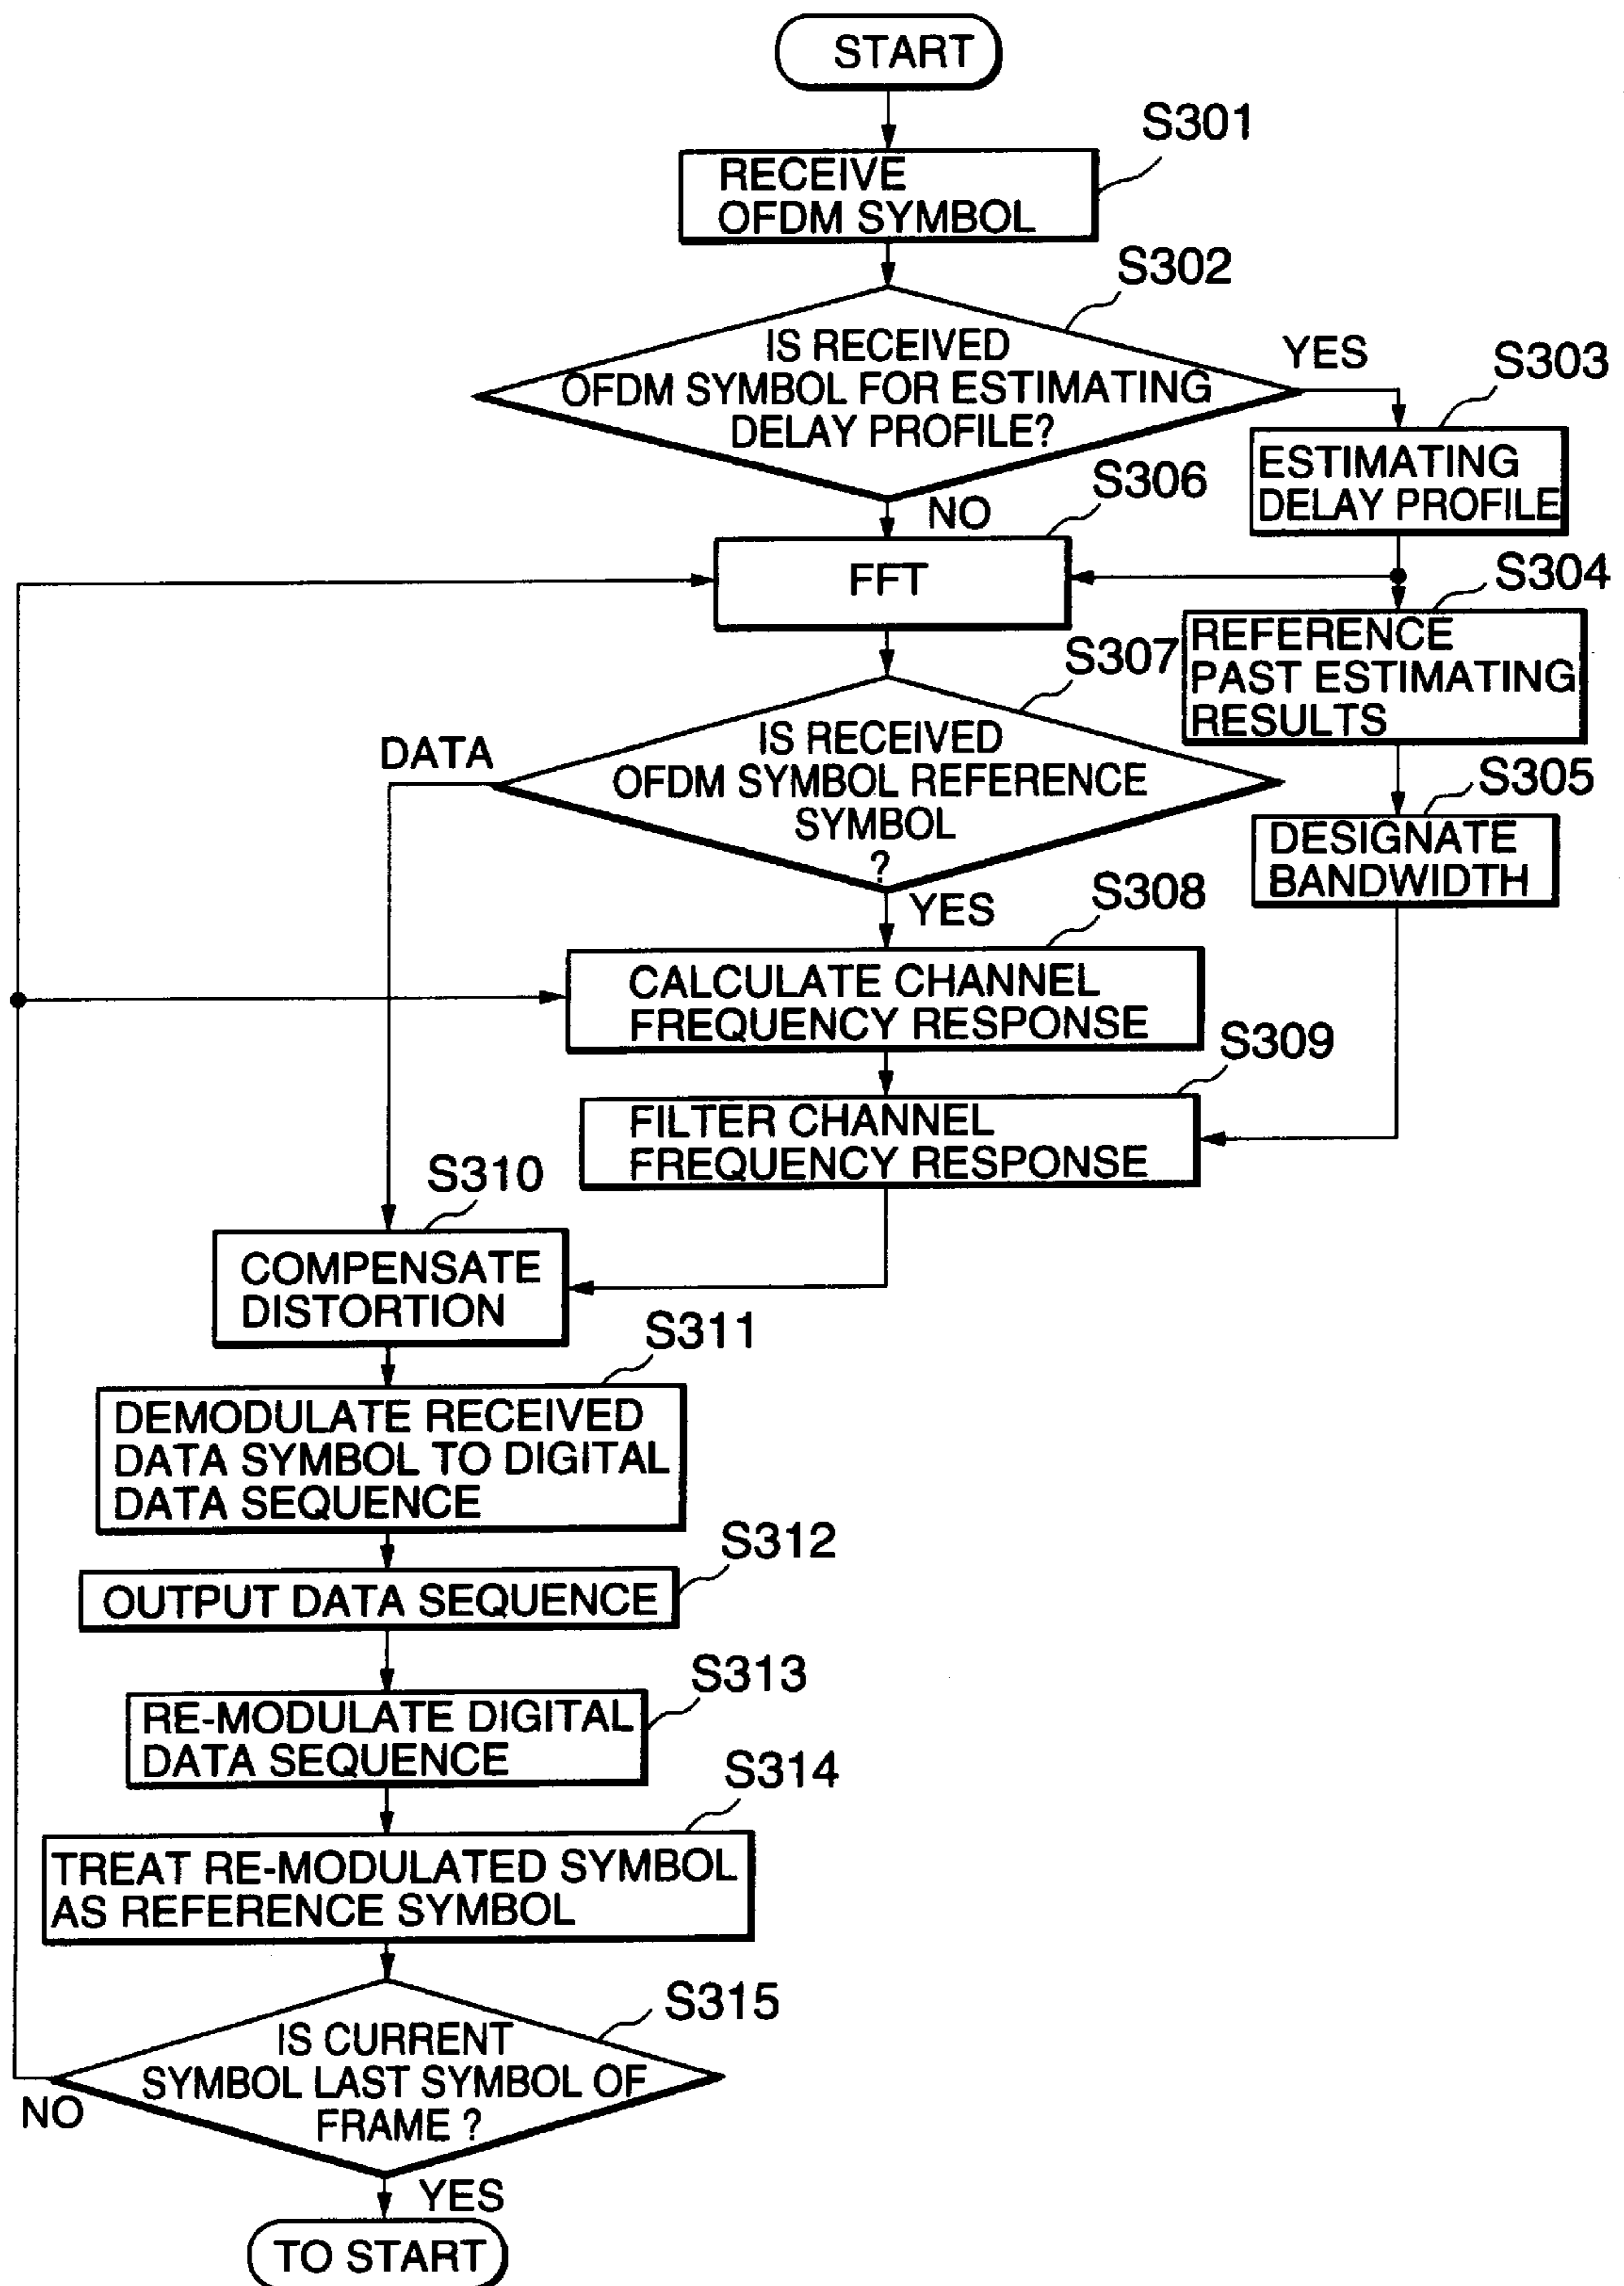 START
S301
RECEIVE
OFDM SYMBOL
S302
IS RECEIVED
OFDM SYMBOL FOR ESTIMATING
DELAY PROFILE?
YES
S303
ESTIMATING
DELAY PROFILE
NO
S306
FFT
S304
REFERENCE
PAST ESTIMATING
RESULTS
S307
IS RECEIVED
OFDM SYMBOL REFERENCE
SYMBOL
?
DATA
S305
DESIGNATE
BANDWIDTH
YES
S308
CALCULATE CHANNEL
FREQUENCY RESPONSE
S309
FILTER CHANNEL
FREQUENCY RESPONSE
S310
COMPENSATE
DISTORTION
S311
DEMODULATE RECEIVED
DATA SYMBOL TO DIGITAL
DATA SEQUENCE
S312
OUTPUT DATA SEQUENCE
S313
RE-MODULATE DIGITAL
DATA SEQUENCE
S314
TREAT RE-MODULATED SYMBOL
AS REFERENCE SYMBOL
S315
IS CURRENT
SYMBOL LAST SYMBOL OF
FRAME ?
NO
YES
TO START